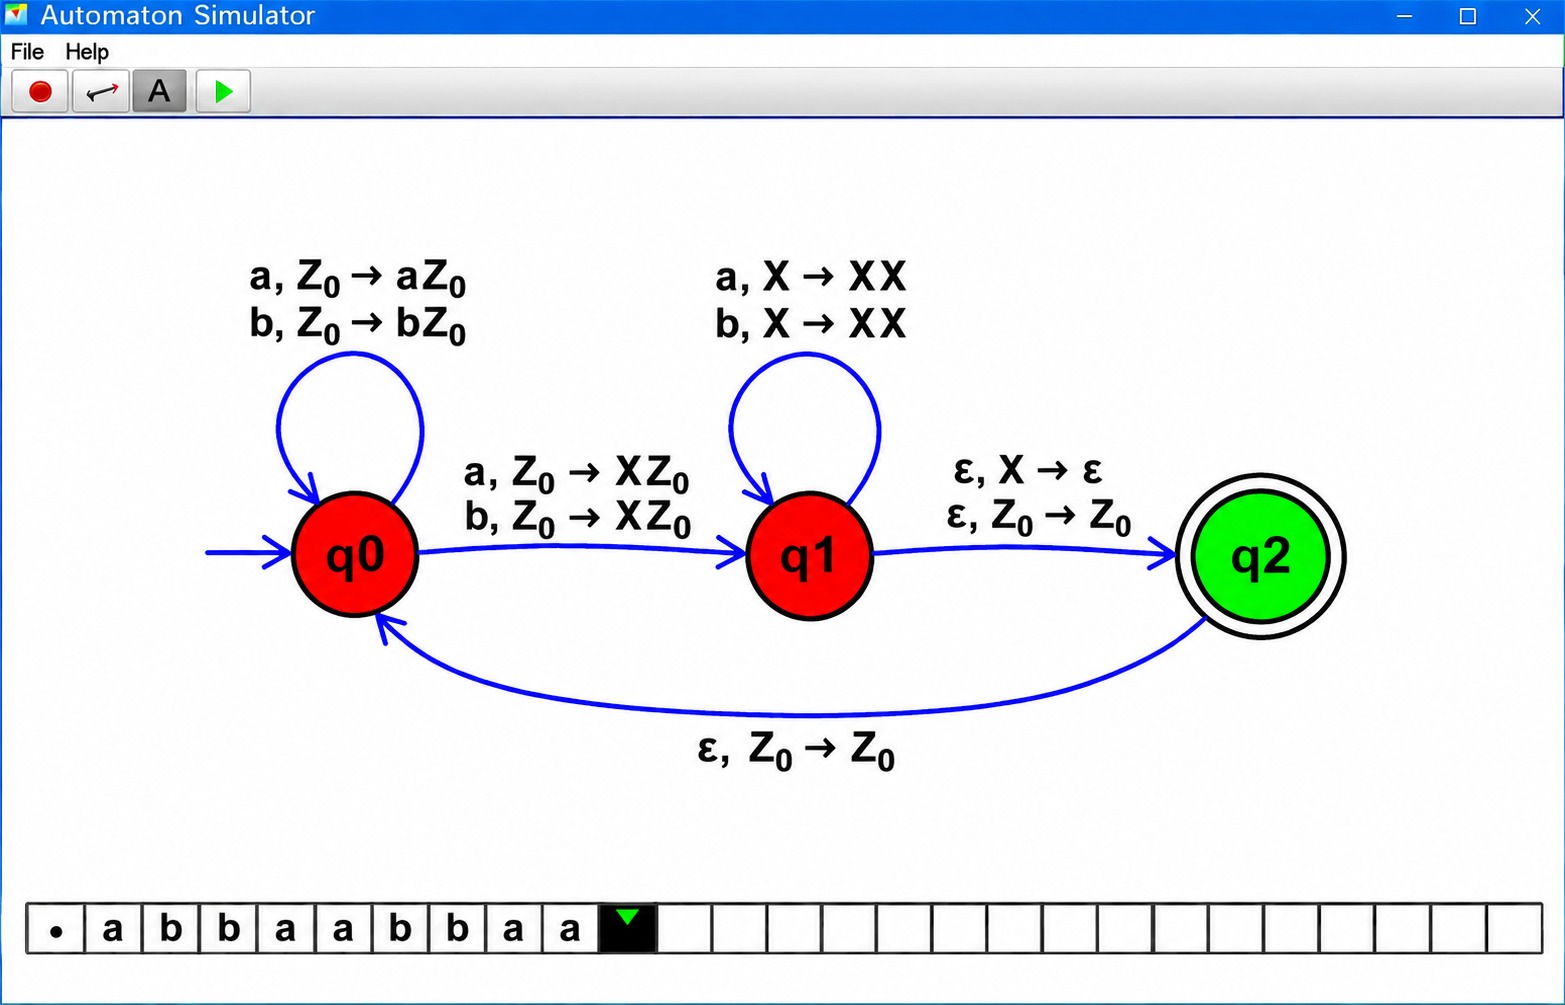 Automaton Simulator
File Help
A
a, Z₀ → aZ₀
b, Z₀ → bZ₀
a, X → XX
b, X → XX
a, Z₀ → XZ₀
b, Z₀ → XZ₀
ε, X → ε
ε, Z₀ → Z₀
q0
q1
q2
ε, Z₀ → Z₀
• a b b a a b b a a